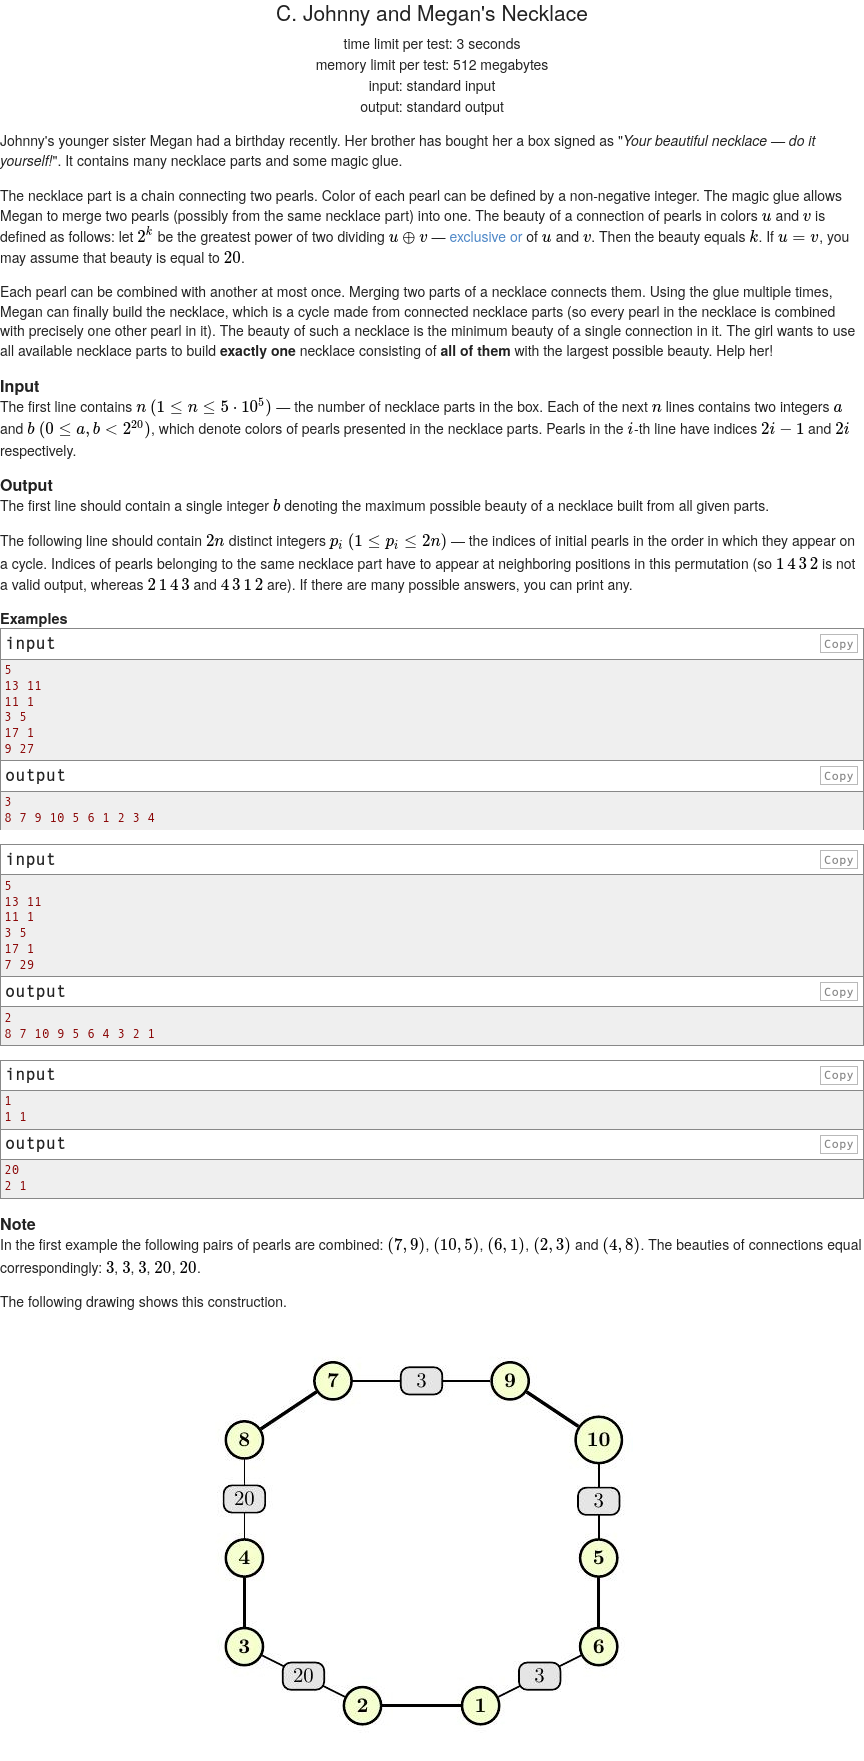 C. Johnny and Megan's Necklace
time limit per test: 3 seconds
memory limit per test: 512 megabytes
input: standard input
output: standard output
Johnny's younger sister Megan had a birthday recently. Her brother has bought her a box signed as "Your beautiful necklace — do it
yourself!". It contains many necklace parts and some magic glue.
The necklace part is a chain connecting two pearls. Color of each pearl can be defined by a non-negative integer. The magic glue allows
Megan to merge two pearls (possibly from the same necklace part) into one. The beauty of a connection of pearls in colors u and v is
defined as follows: let 2^k be the greatest power of two dividing u ⊕ v — exclusive or of u and v. Then the beauty equals k. If u = v, you
may assume that beauty is equal to 20.
Each pearl can be combined with another at most once. Merging two parts of a necklace connects them. Using the glue multiple times,
Megan can finally build the necklace, which is a cycle made from connected necklace parts (so every pearl in the necklace is combined
with precisely one other pearl in it). The beauty of such a necklace is the minimum beauty of a single connection in it. The girl wants to use
all available necklace parts to build exactly one necklace consisting of all of them with the largest possible beauty. Help her!
Input
The first line contains n (1 ≤ n ≤ 5 · 10^5) — the number of necklace parts in the box. Each of the next n lines contains two integers a
and b (0 ≤ a, b < 2^20), which denote colors of pearls presented in the necklace parts. Pearls in the i-th line have indices 2i − 1 and 2i
respectively.
Output
The first line should contain a single integer b denoting the maximum possible beauty of a necklace built from all given parts.
The following line should contain 2n distinct integers p_i (1 ≤ p_i ≤ 2n) — the indices of initial pearls in the order in which they appear on
a cycle. Indices of pearls belonging to the same necklace part have to appear at neighboring positions in this permutation (so 1 4 3 2 is not
a valid output, whereas 2 1 4 3 and 4 3 1 2 are). If there are many possible answers, you can print any.
Examples
input Copy
5
13 11
11 1
3 5
17 1
9 27
output Copy
3
8 7 9 10 5 6 1 2 3 4
input Copy
5
13 11
11 1
3 5
17 1
7 29
output Copy
2
8 7 10 9 5 6 4 3 2 1
input Copy
1
1 1
output Copy
20
2 1
Note
In the first example the following pairs of pearls are combined: (7, 9), (10, 5), (6, 1), (2, 3) and (4, 8). The beauties of connections equal
correspondingly: 3, 3, 3, 20, 20.
The following drawing shows this construction.
7 3 9
8 10
20 3
4 5
3 6
20 3
2 1